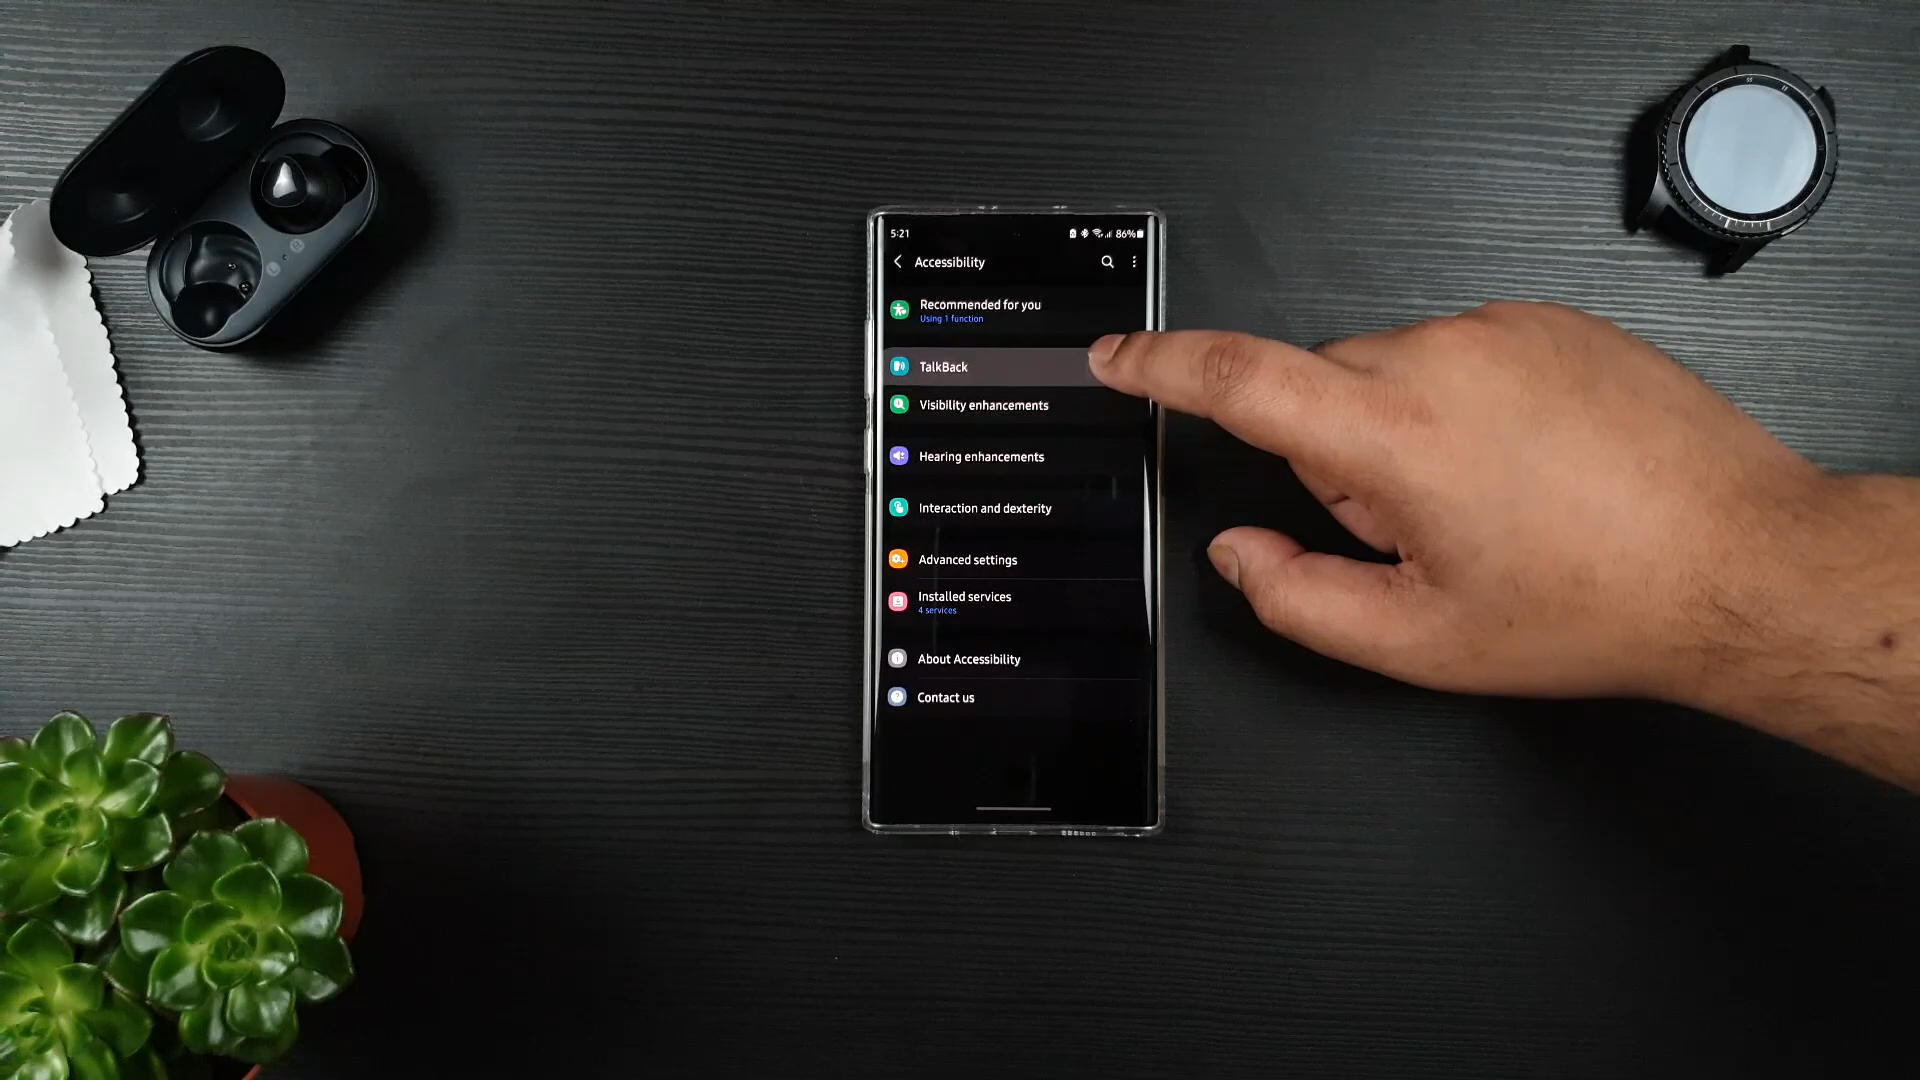 5:21
86%
Accessibility
Recommended for you
Using 1 function
TalkBack
Visibility enhancements
Hearing enhancements
Interaction and dexterity
Advanced settings
Installed services
4 services
About Accessibility
Contact us